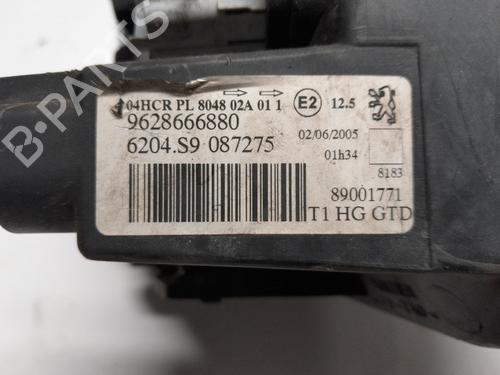 04HCR PL 8048 02A 01 1 E2 12.5
9628666880
02/06/2005
6204.S9 087275
01h34
8183
89001771
T1 HG GTD
B-PARTS